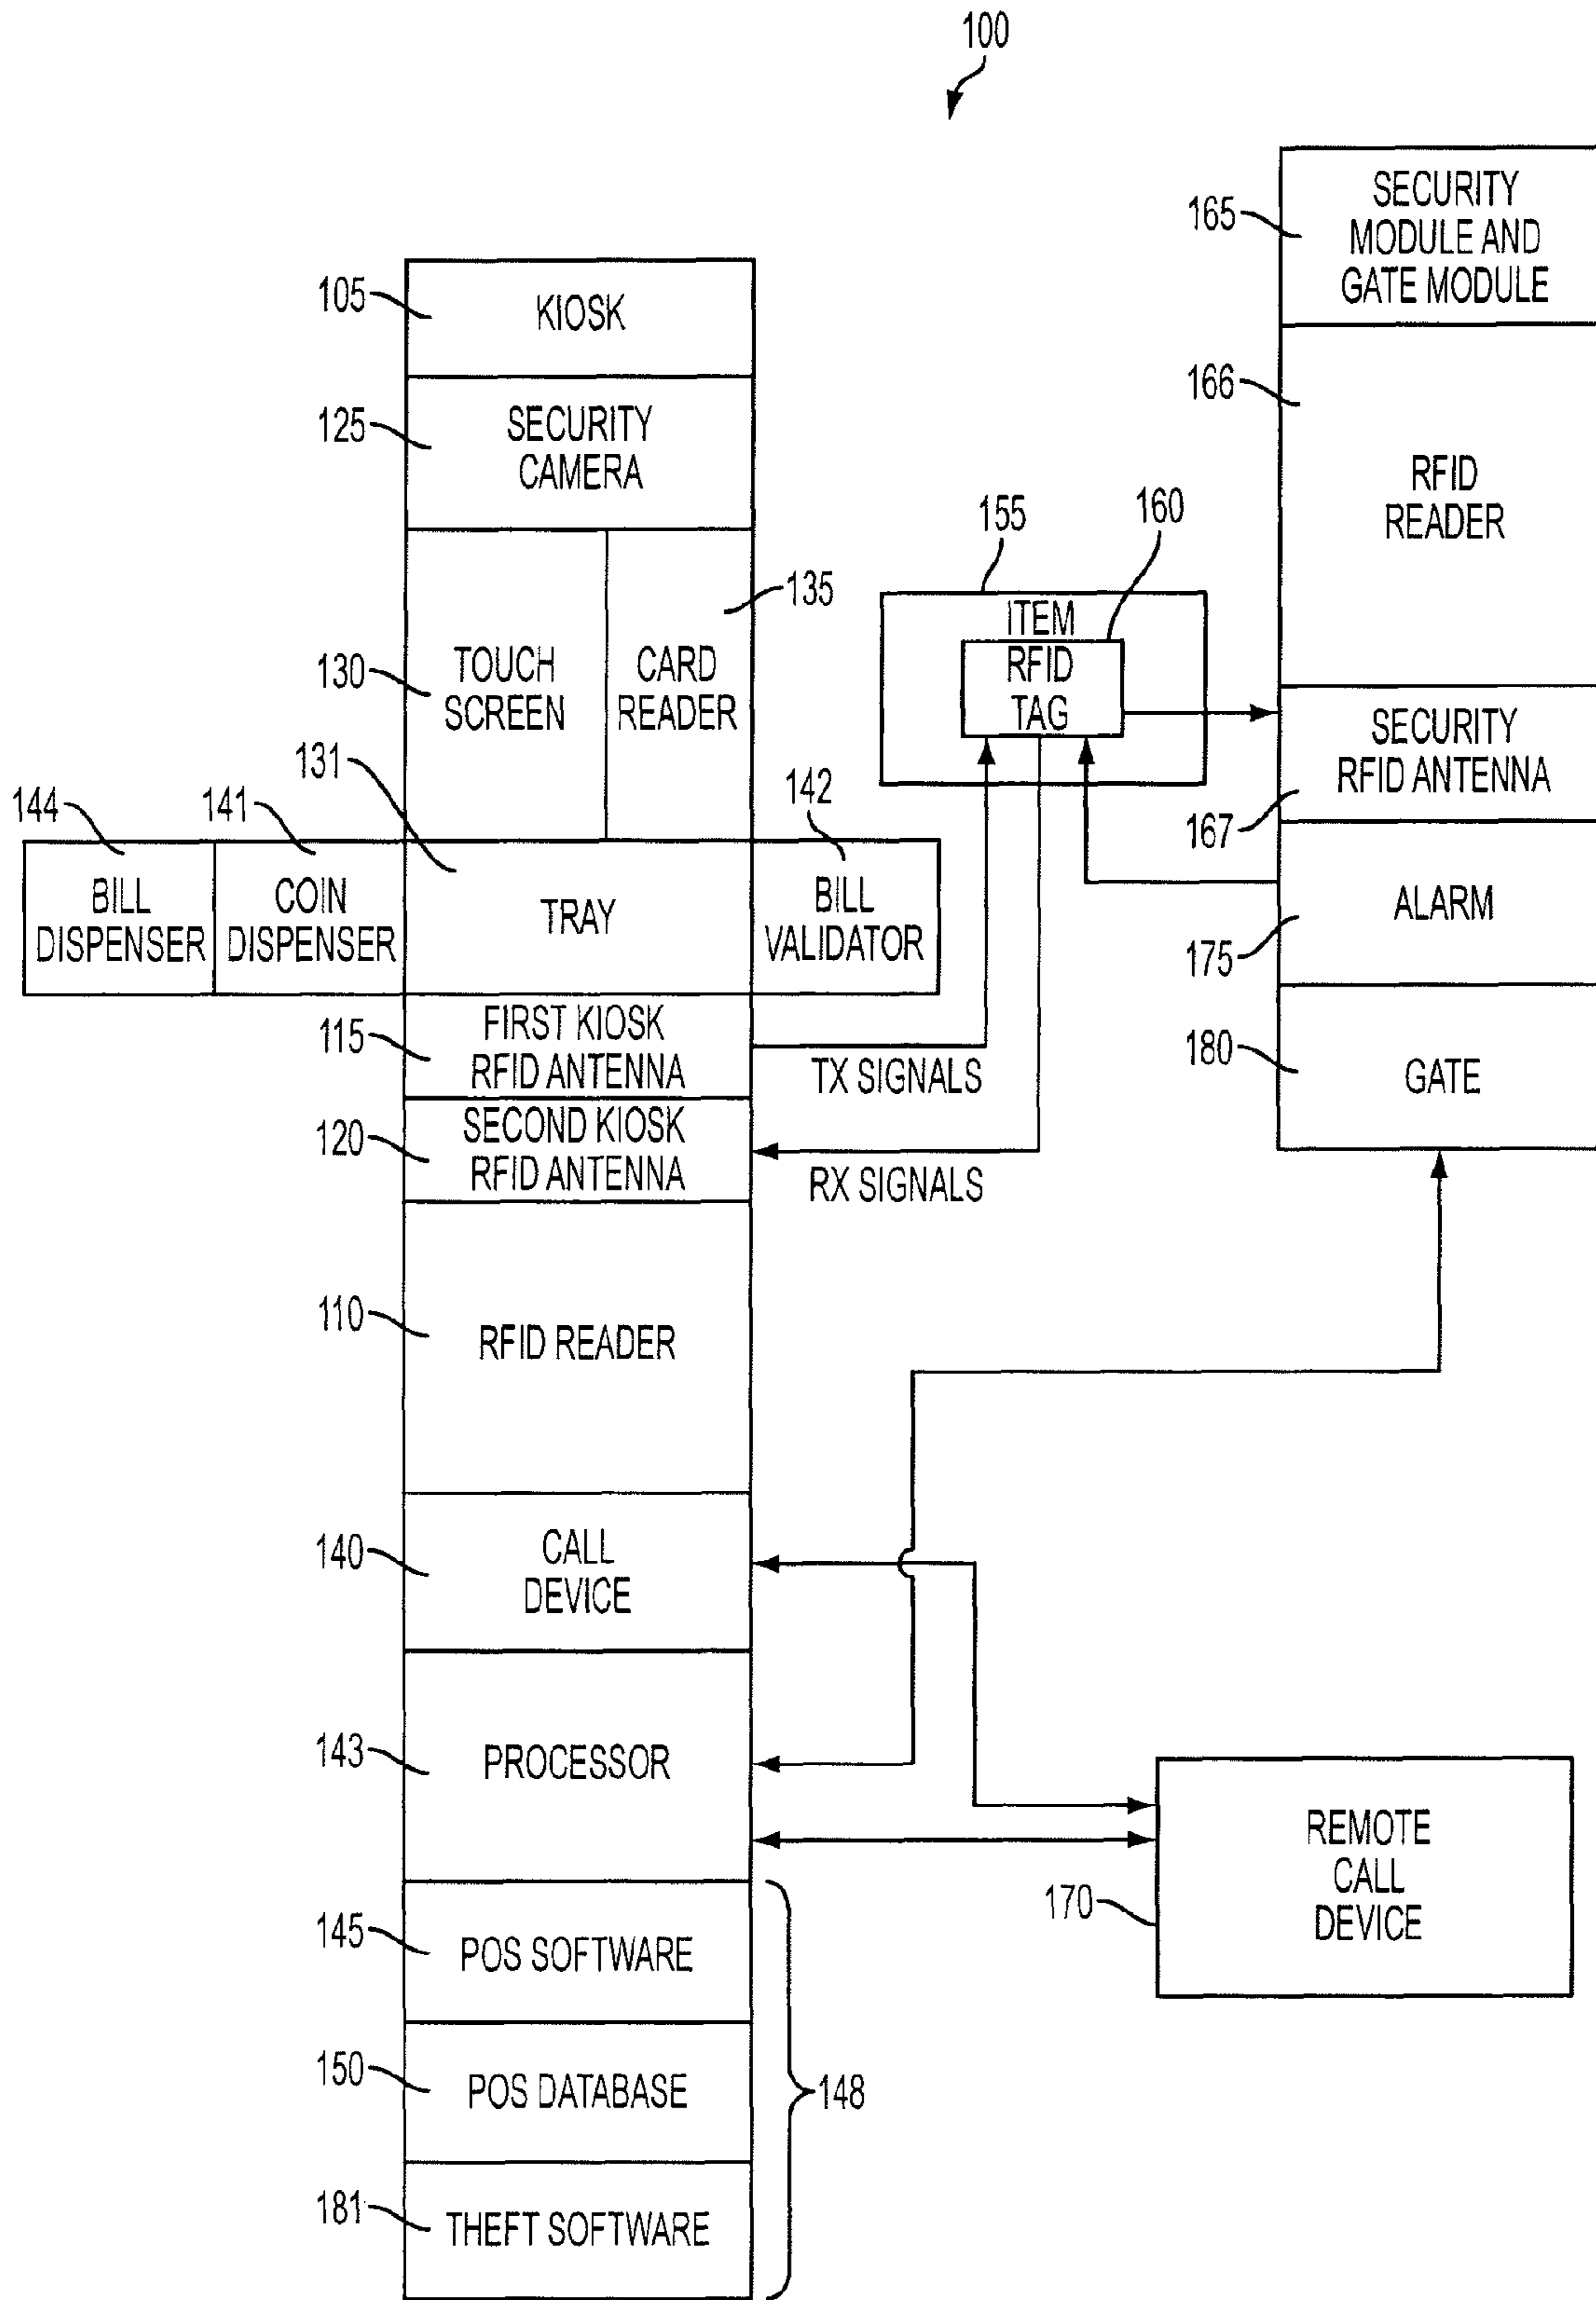 100
165
SECURITY
MODULE AND
GATE MODULE
105
KIOSK
166
RFID
READER
125
SECURITY
CAMERA
155
160
ITEM
RFID
TAG
135
130
TOUCH
SCREEN
CARD
READER
SECURITY
RFID ANTENNA
167
131
142
144
141
BILL
DISPENSER
COIN
DISPENSER
TRAY
BILL
VALIDATOR
ALARM
175
115
FIRST KIOSK
RFID ANTENNA
TX SIGNALS
180
GATE
120
SECOND KIOSK
RFID ANTENNA
RX SIGNALS
110
RFID READER
140
CALL
DEVICE
143
PROCESSOR
REMOTE
CALL
DEVICE
170
145
POS SOFTWARE
150
POS DATABASE
148
181
THEFT SOFTWARE